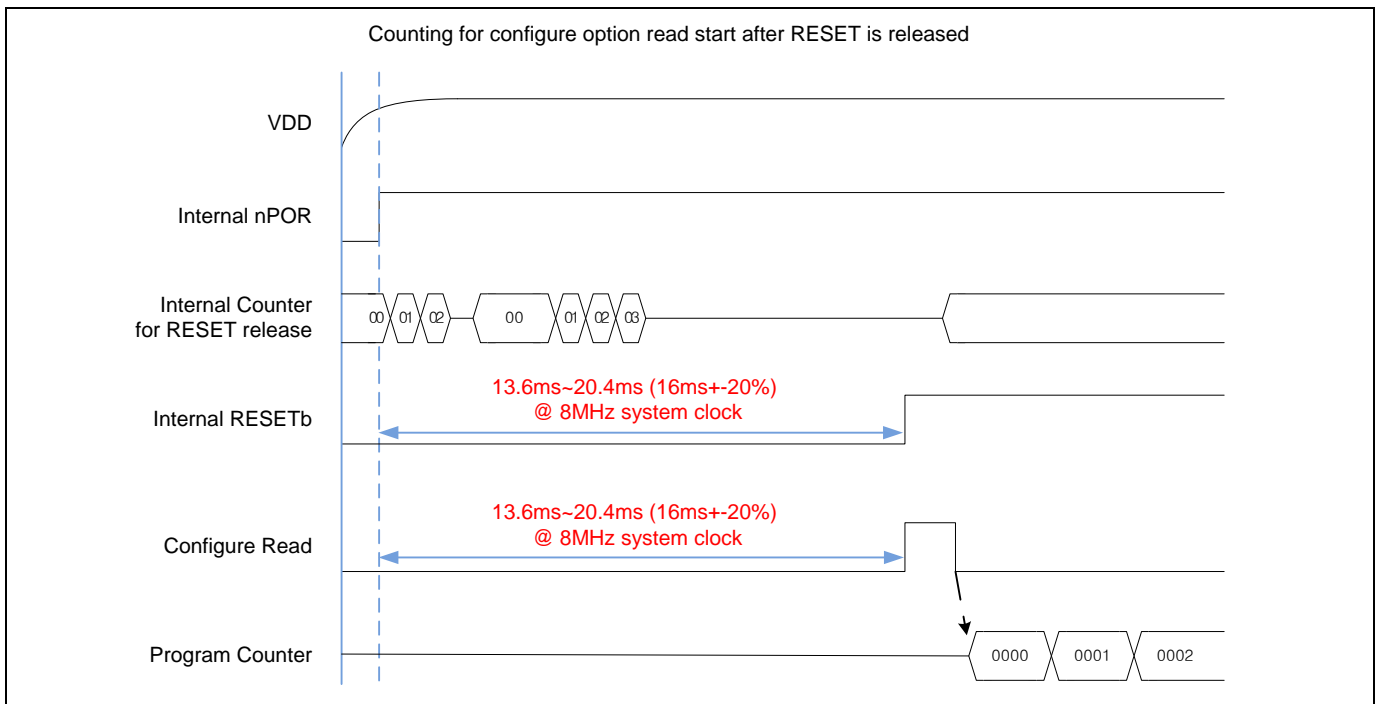 Counting for configure option read start after RESET is released
VDD
Internal nPOR
Internal Counter
for RESET release
00 01 02 00 01 02 03
13.6ms~20.4ms (16ms+-20%)
@ 8MHz system clock
Internal RESETb
13.6ms~20.4ms (16ms+-20%)
@ 8MHz system clock
Configure Read
Program Counter
0000 0001 0002